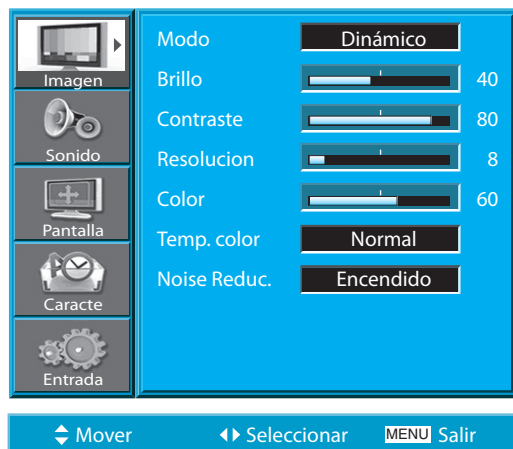 Imagen
Sonido
Pantalla
Caracte
Entrada
Modo Dinámico
Brillo 40
Contraste 80
Resolucion 8
Color 60
Temp. color Normal
Noise Reduc. Encendido
Mover Seleccionar MENU Salir